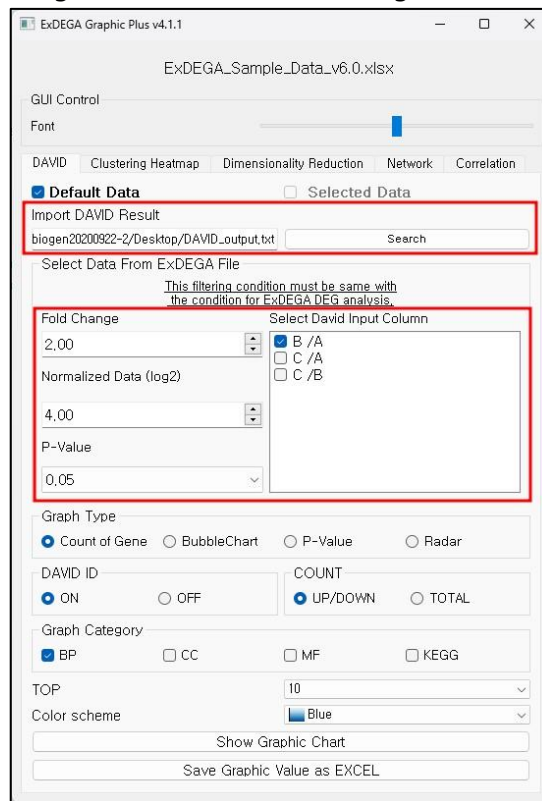 ExDEGA Graphic Plus v4.1.1
ExDEGA_Sample_Data_v6.0.xlsx
GUI Control
Font
DAVID Clustering Heatmap Dimensionality Reduction Network Correlation
Default Data Selected Data
Import DAVID Result
biogen20200922-2/Desktop/DAVID_output.txt Search
Select Data From ExDEGA File
This filtering condition must be same with
the condition for ExDEGA DEG analysis.
Fold Change Select David Input Column
2.00 B /A
C /A
Normalized Data (log2) C /B
4.00
P-Value
0.05
Graph Type
Count of Gene BubbleChart P-Value Radar
DAVID ID COUNT
ON OFF UP/DOWN TOTAL
Graph Category
BP CC MF KEGG
TOP 10
Color scheme Blue
Show Graphic Chart
Save Graphic Value as EXCEL